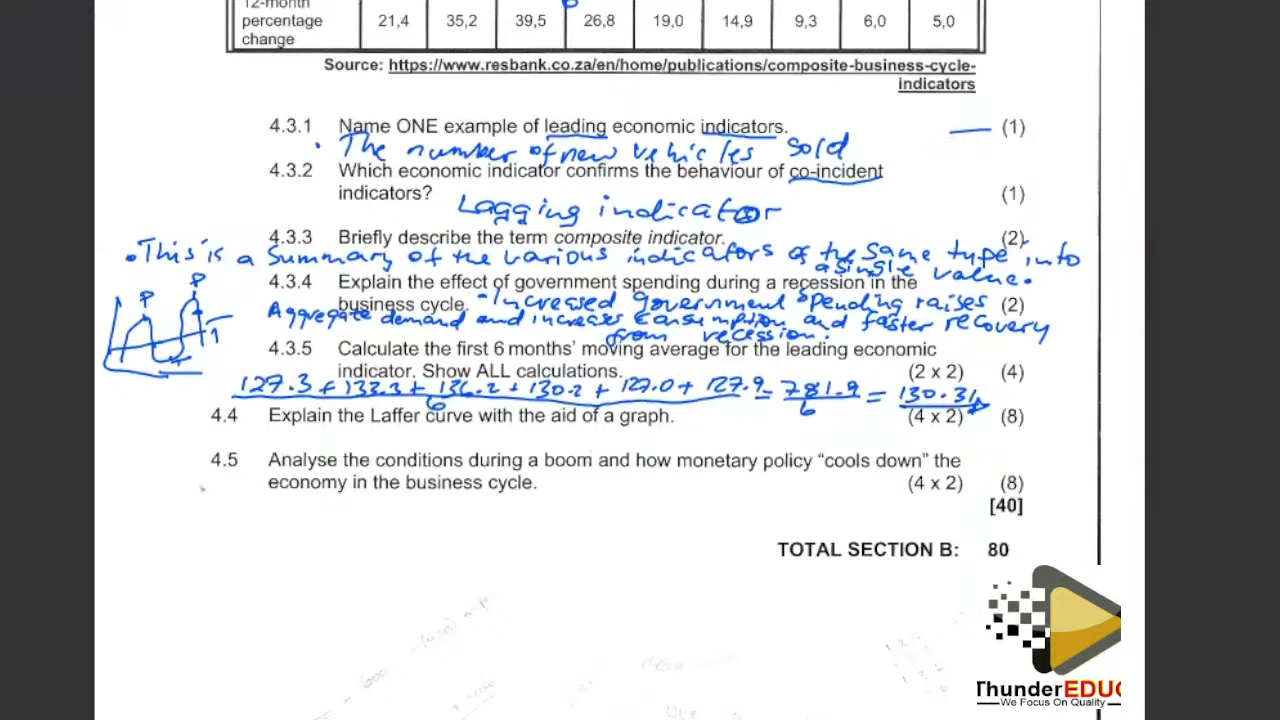 12-month
percentage
change
21,4 35,2 39,5 26,8 19,0 14,9 9,3 6,0 5,0
Source: https://www.resbank.co.za/en/home/publications/composite-business-cycle-
indicators
4.3.1 Name ONE example of leading economic indicators. (1)
. The number of new vehicles sold
4.3.2 Which economic indicator confirms the behaviour of co-incident
indicators? (1)
Lagging indicator
4.3.3 Briefly describe the term composite indicator. (2)
. This is a summary of the various indicators of the same type into
a single value.
4.3.4 Explain the effect of government spending during a recession in the
business cycle. (2)
- Increased government spending raises
Aggregate demand and increases consumption and faster recovery
from recession.
P P
T
4.3.5 Calculate the first 6 months' moving average for the leading economic
indicator. Show ALL calculations. (2 x 2) (4)
127.3 + 133.3 + 136.2 + 130.2 + 127.0 + 127.9 = 781.9 = 130.31
6 6
4.4 Explain the Laffer curve with the aid of a graph. (4 x 2) (8)
4.5 Analyse the conditions during a boom and how monetary policy “cools down” the
economy in the business cycle. (4 x 2) (8)
[40]
TOTAL SECTION B: 80
ThunderEDUC
We Focus On Quality